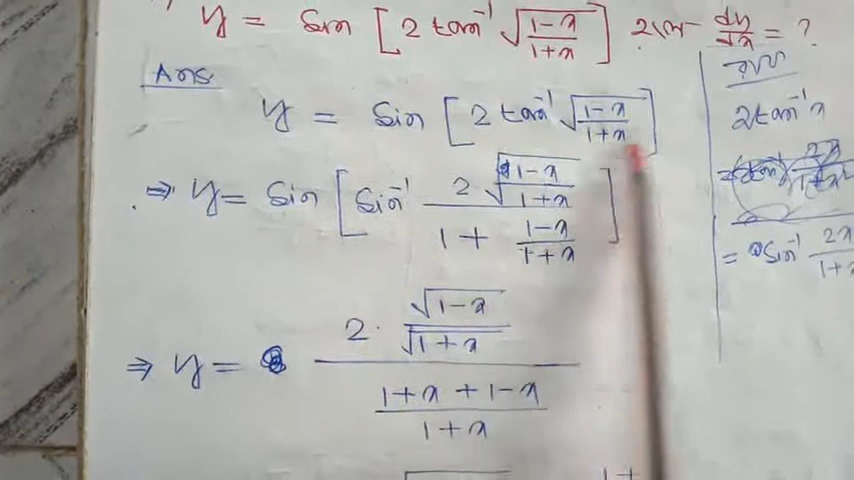 y = Sin [2 tan⁻¹ √((1-x)/(1+x))] হলে dy/dx = ?
Ans
y = Sin [2 tan⁻¹ √((1-x)/(1+x))]
⇒ y = Sin [Sin⁻¹ (2 √((1-x)/(1+x)))/(1 + (1-x)/(1+x))]
⇒ y = (2 · √(1-x)/√(1+x))/((1+x+1-x)/(1+x))
2tan⁻¹x
= Sin⁻¹ 2x/1+